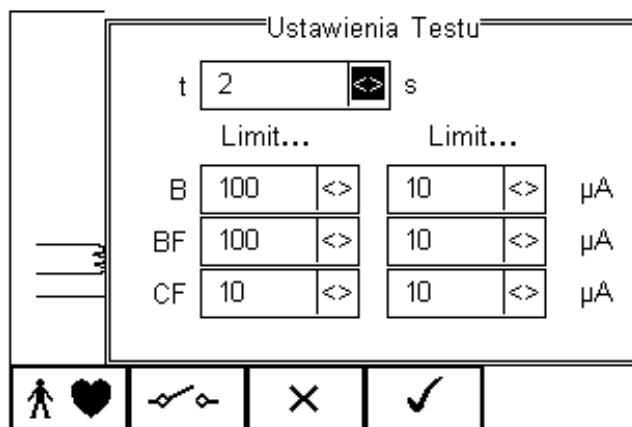 Ustawienia Testu
t 2 <> s
Limit... Limit...
B 100 <> 10 <> µA
BF 100 <> 10 <> µA
CF 10 <> 10 <> µA